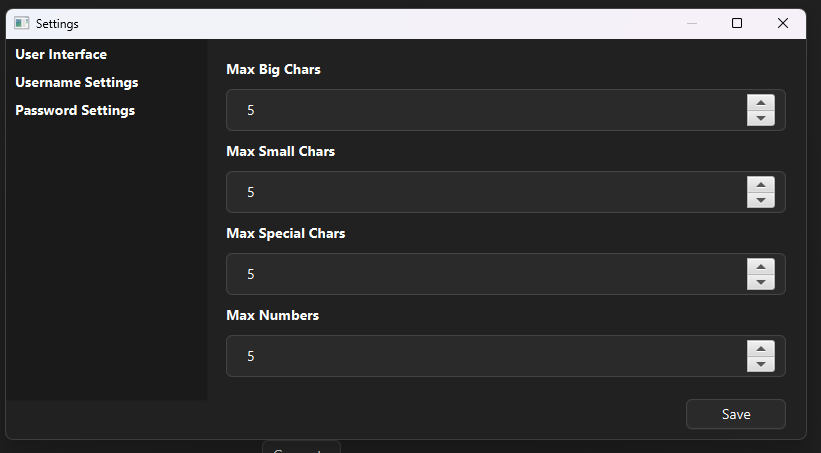 Settings
User Interface
Username Settings
Password Settings
Max Big Chars
5
Max Small Chars
5
Max Special Chars
5
Max Numbers
5
Save